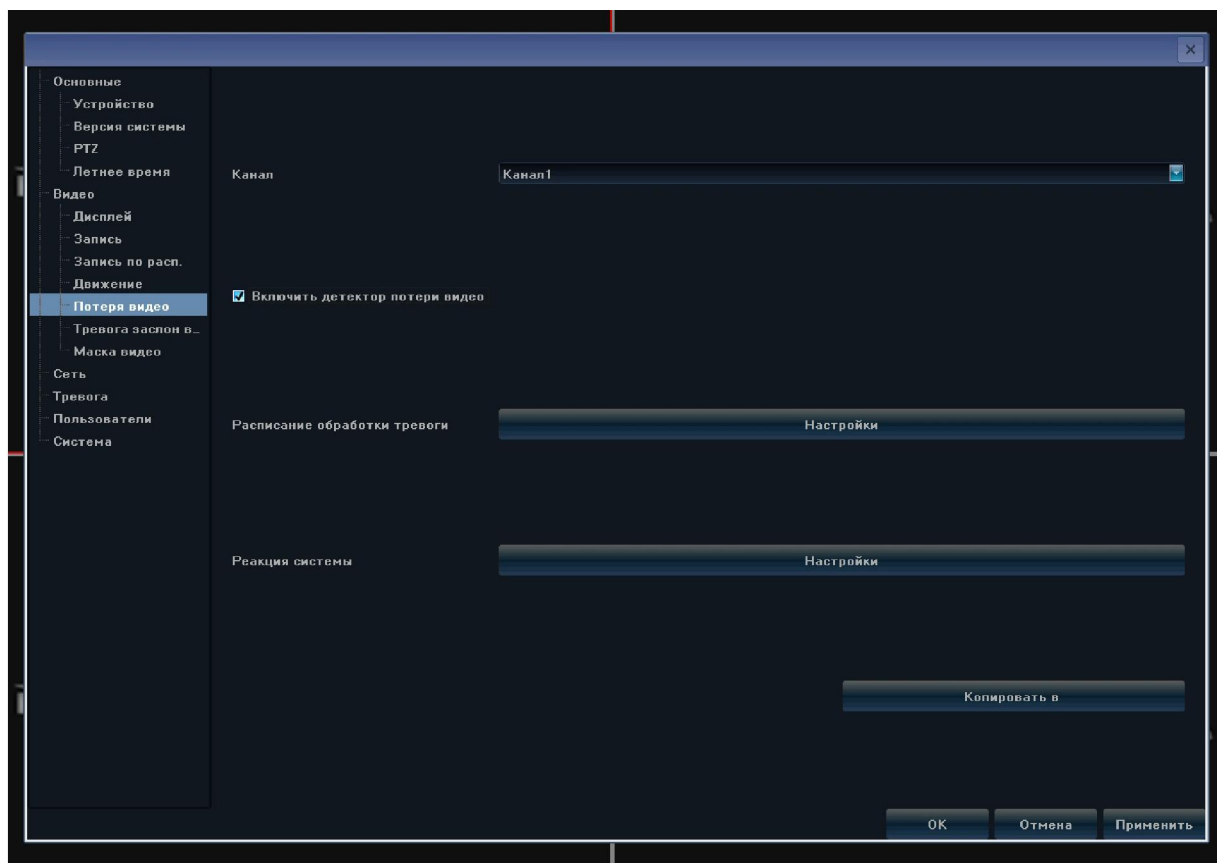 Основные
Устройство
Версия системы
PTZ
Летнее время
Видео
Дисплей
Запись
Запись по расп.
Движение
Потеря видео
Тревога заслон в…
Маска видео
Сеть
Тревога
Пользователи
Система
Канал
Канал1
Включить детектор потери видео
Расписание обработки тревоги
Настройки
Реакция системы
Настройки
Копировать в
OK
Отмена
Применить